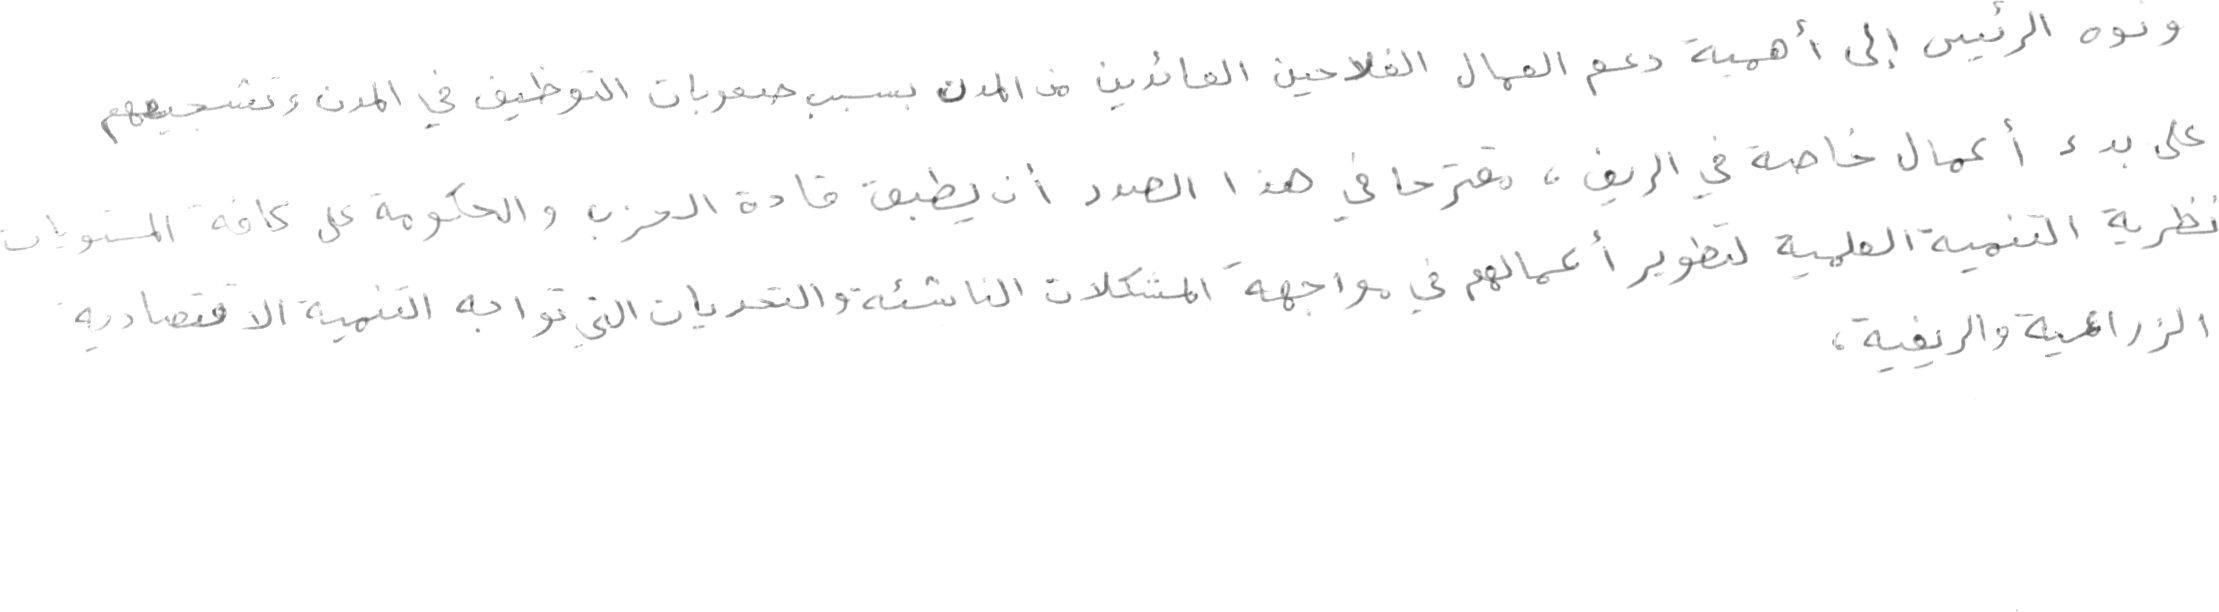 ونوه الرئيس إلى أهمية دعم العمال الفلاحين العائدين من المدن بسبب صعوبات التوظيف في المدن وتشجيعهم
على بدء أعمال خاصة في الريف ، مقترحا في هذا الصدد أن يطبق قادة الحزب والحكومة على كافة المستويات
نظرية التنمية العلمية لتطوير أعمالهم في مواجهة المشكلات الناشئة والتحديات التي تواجه التنمية الاقتصادية
الزراعية والريفية ،